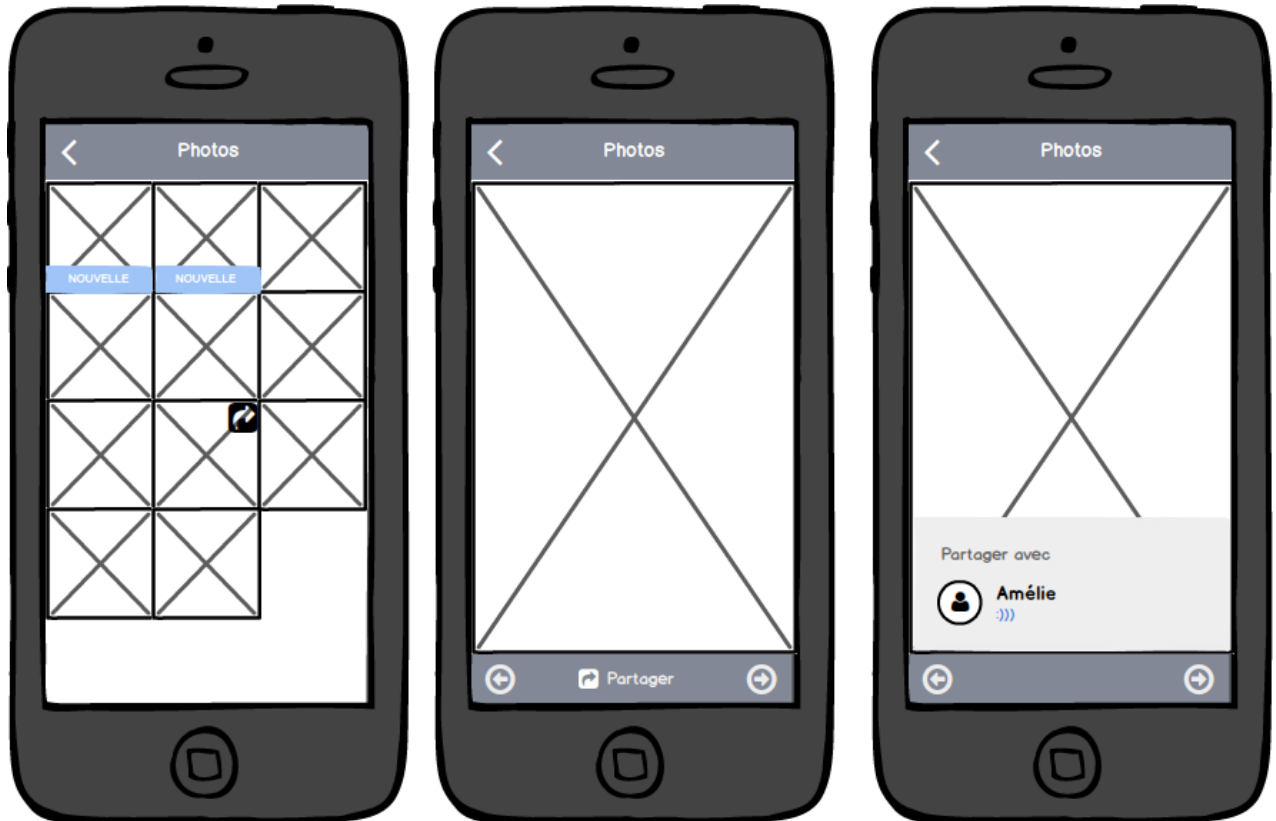 Photos
NOUVELLE NOUVELLE
Photos
Partager
Photos
Partager avec
Amélie
:)))